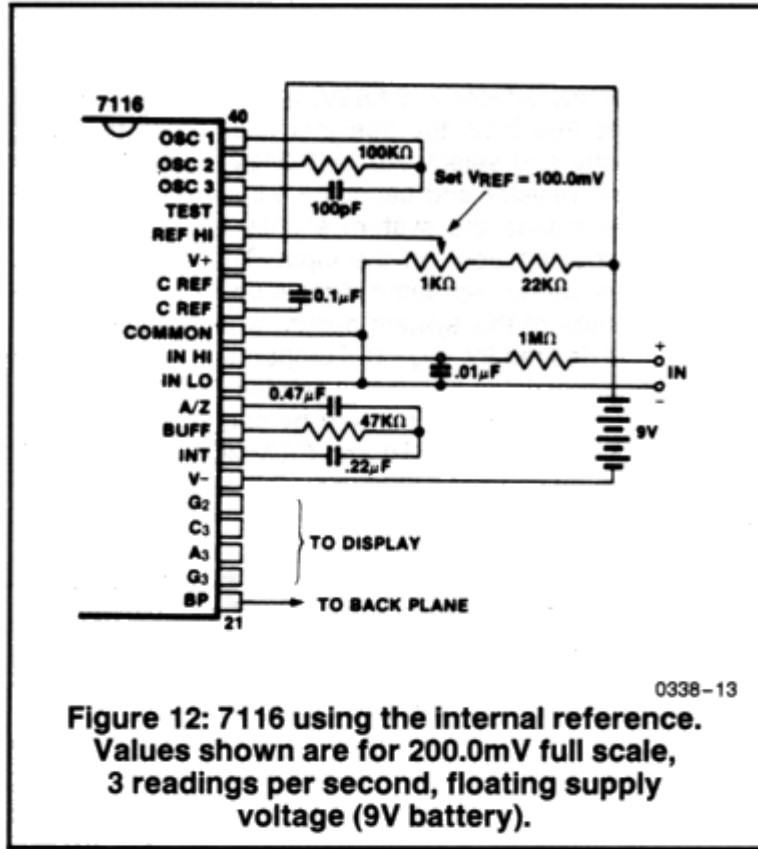 7116
40
OSC 1
OSC 2
OSC 3
TEST
REF HI
V+
C REF
C REF
COMMON
IN HI
IN LO
A/Z
BUFF
INT
V−
G2
C3
A3
G3
BP
21
100KΩ
100pF
Set VREF = 100.0mV
1KΩ
22KΩ
0.1µF
1MΩ
.01µF
+
IN
−
0.47µF
47KΩ
.22µF
9V
TO DISPLAY
TO BACK PLANE
0338–13
Figure 12: 7116 using the internal reference.
Values shown are for 200.0mV full scale,
3 readings per second, floating supply
voltage (9V battery).